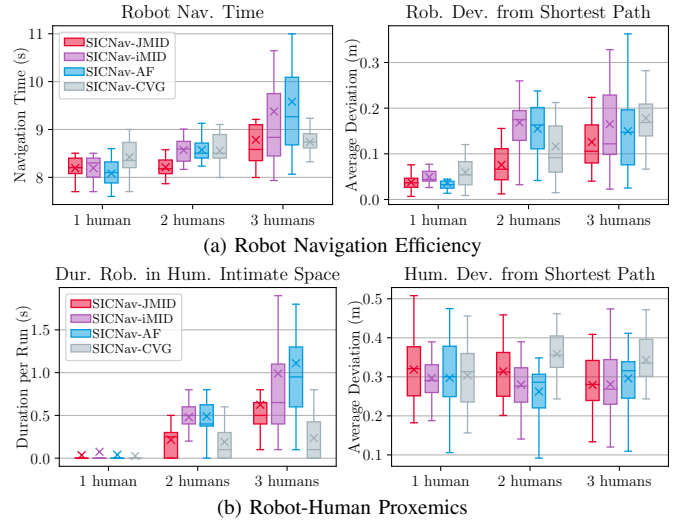 Robot Nav. Time
Navigation Time (s)
11
10
9
8
SICNav-JMID
SICNav-iMID
SICNav-AF
SICNav-CVG
1 human
2 humans
3 humans
Rob. Dev. from Shortest Path
Average Deviation (m)
0.3
0.2
0.1
0.0
1 human
2 humans
3 humans
(a) Robot Navigation Efficiency
Dur. Rob. in Hum. Intimate Space
Duration per Run (s)
1.5
1.0
0.5
0.0
SICNav-JMID
SICNav-iMID
SICNav-AF
SICNav-CVG
1 human
2 humans
3 humans
Hum. Dev. from Shortest Path
Average Deviation (m)
0.5
0.4
0.3
0.2
0.1
1 human
2 humans
3 humans
(b) Robot-Human Proxemics